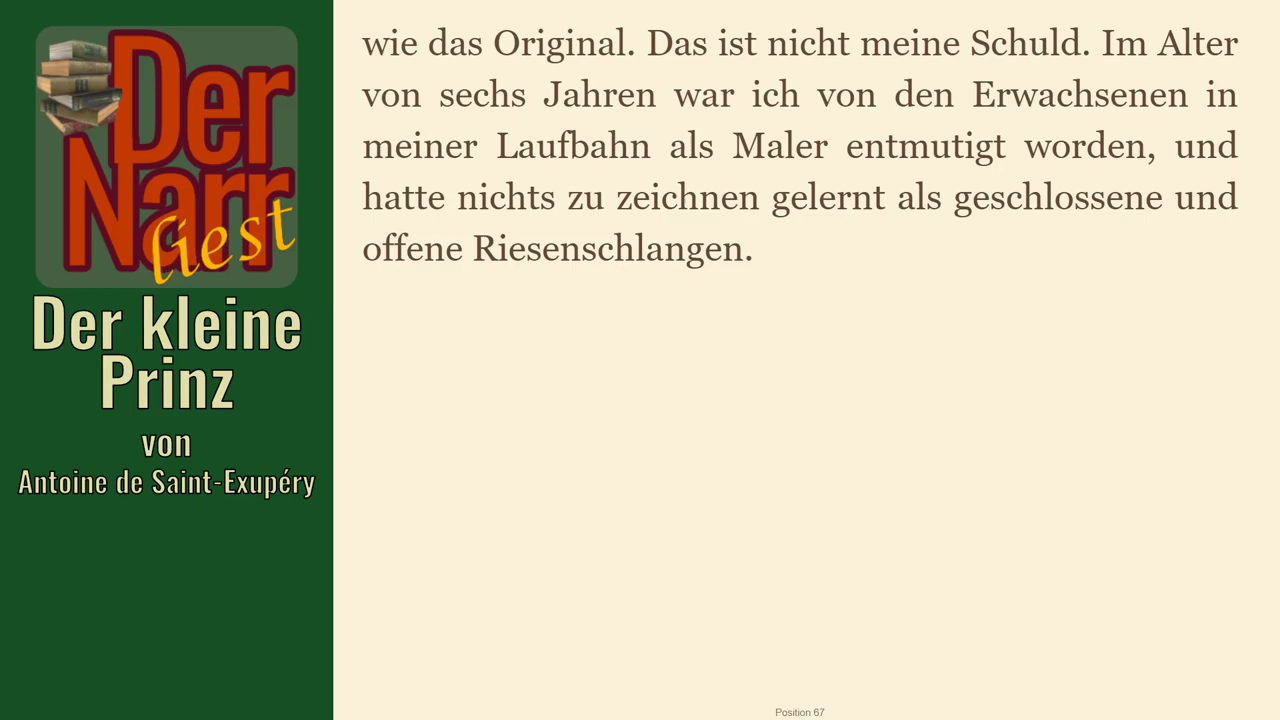 Der
Narr
liest
Der kleine
Prinz
von
Antoine de Saint-Exupéry
wie das Original. Das ist nicht meine Schuld. Im Alter
von sechs Jahren war ich von den Erwachsenen in
meiner Laufbahn als Maler entmutigt worden, und
hatte nichts zu zeichnen gelernt als geschlossene und
offene Riesenschlangen.
Position 67